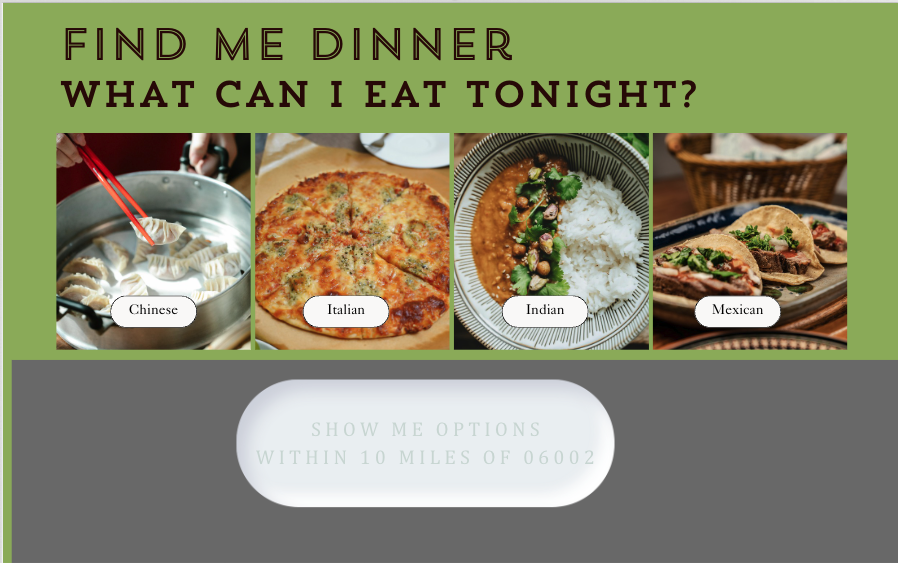 FIND ME DINNER
WHAT CAN I EAT TONIGHT?
Chinese
Italian
Indian
Mexican
SHOW ME OPTIONS
WITHIN 10 MILES OF 06002